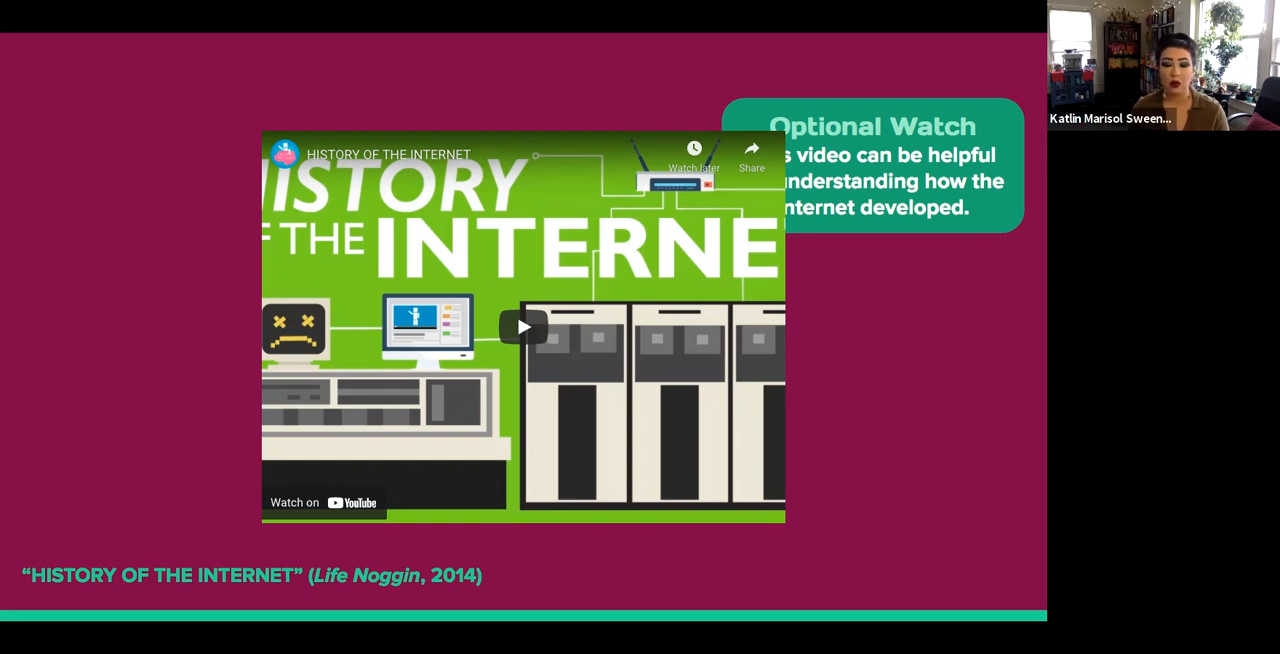 Katlin Marisol Sween...
Optional Watch
video can be helpful
understanding how the
nternet developed.
HISTORY OF THE INTERNET
Watch later
Share
ISTORY
F THE INTERNE
Watch on YouTube
“HISTORY OF THE INTERNET” (Life Noggin, 2014)